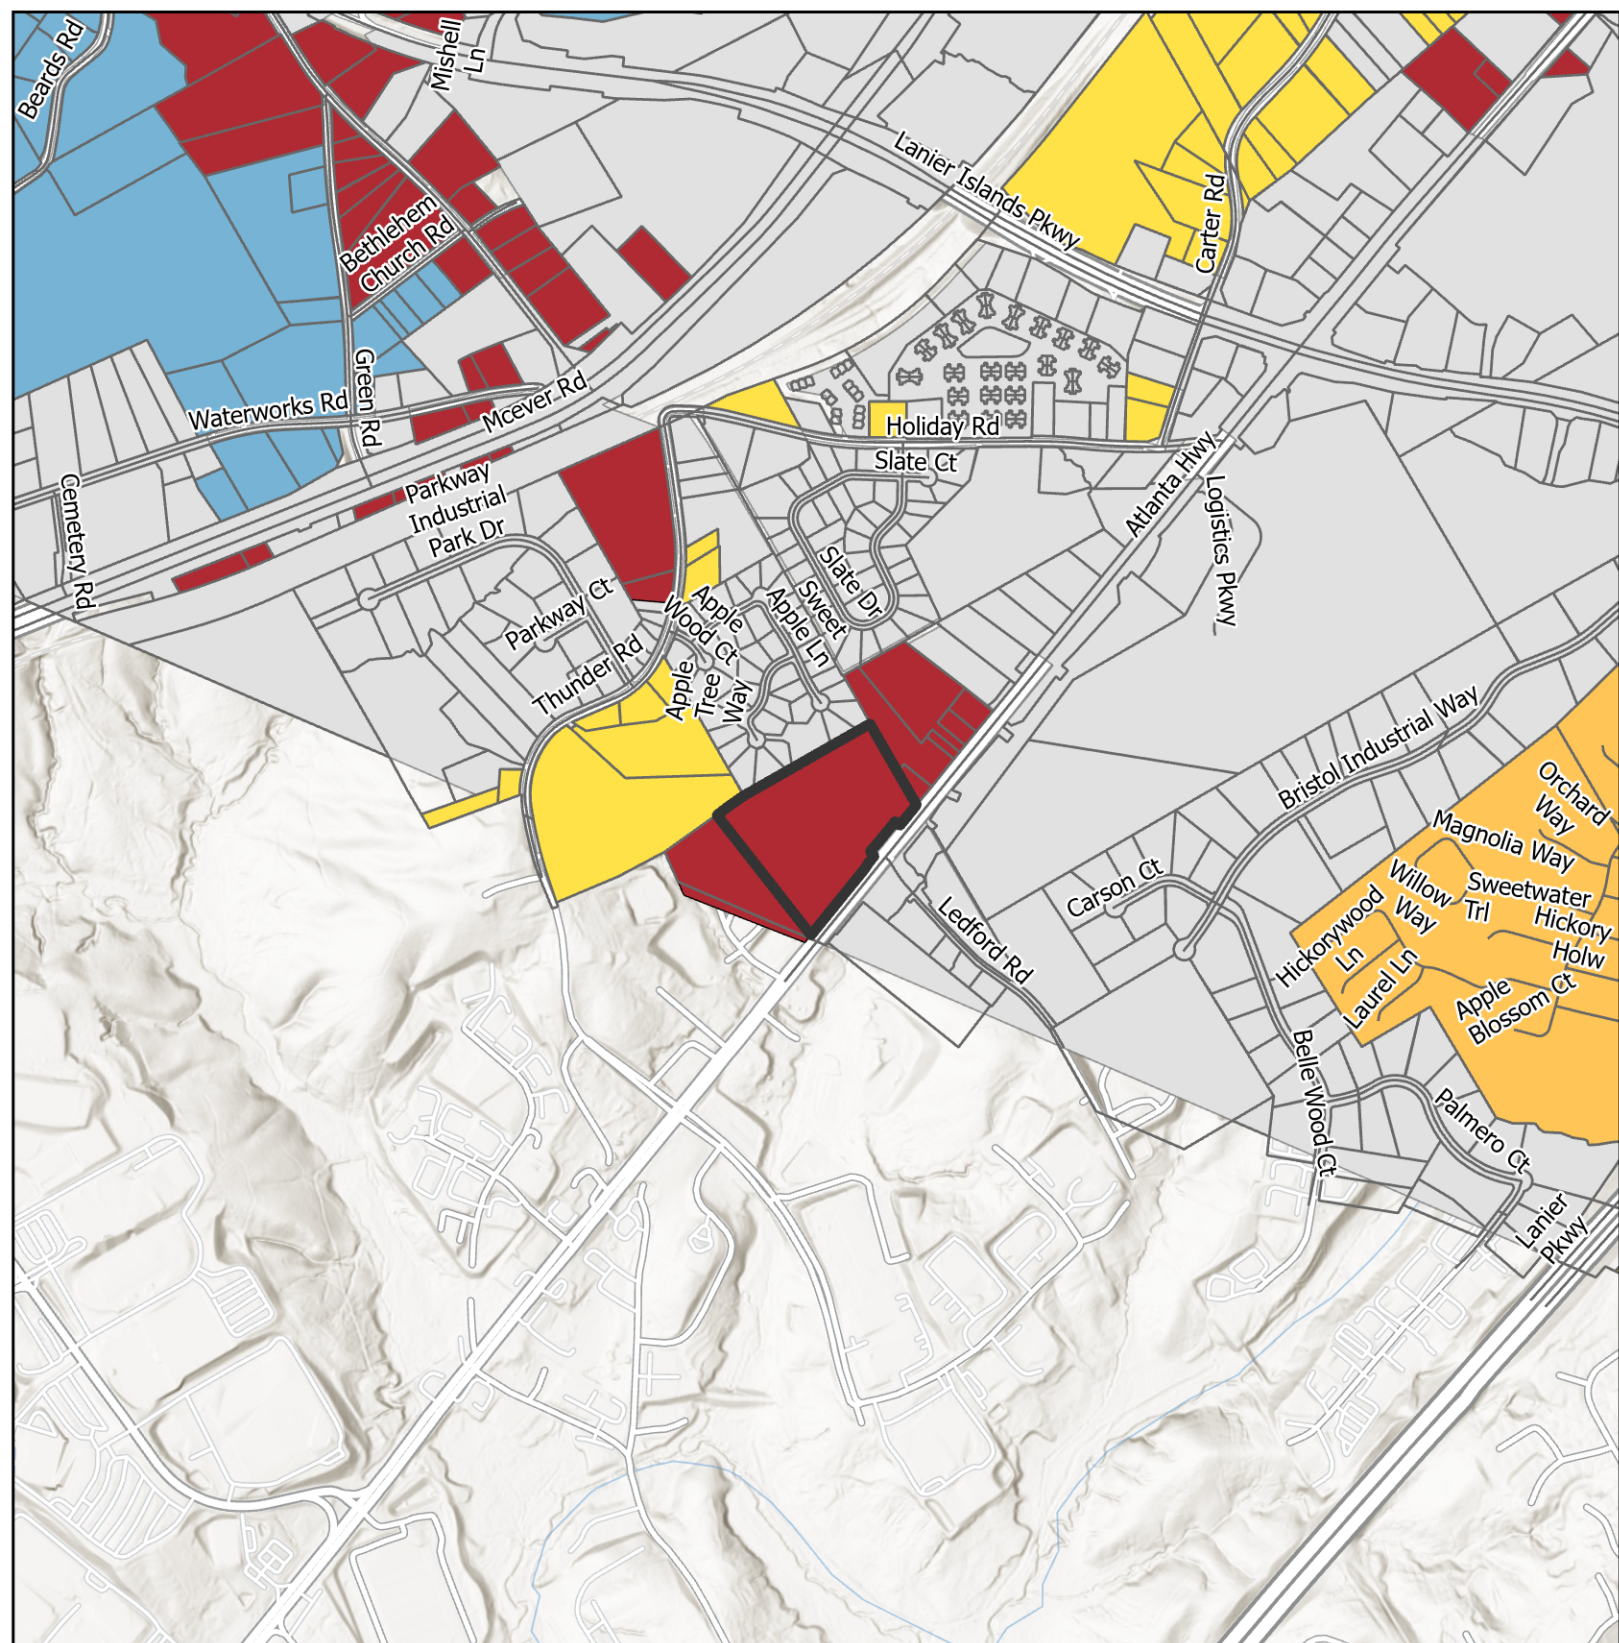 Beards Rd
Mishell
Ln
Lanier Islands Pkwy
Carter Rd
Bethlehem
Church Rd
Green Rd
Waterworks Rd
Mcever Rd
Holiday Rd
Slate Ct
Atlanta Hwy
Logistics Pkwy
Cemetery Rd
Parkway
Industrial
Park Dr
Parkway Ct
Thunder Rd
Apple
Wood Ct
Apple
Tree
Way
Apple Ln
Sweet
Slate Dr
Bristol Industrial Way
Orchard
Way
Magnolia Way
Willow
Way
Sweetwater
Trl
Hickory
Holw
Hickorywood
Ln
Laurel Ln
Apple
Blossom Ct
Carson Ct
Ledford Rd
Belle Wood Ct
Palmero Ct
Lanier
Pkwy